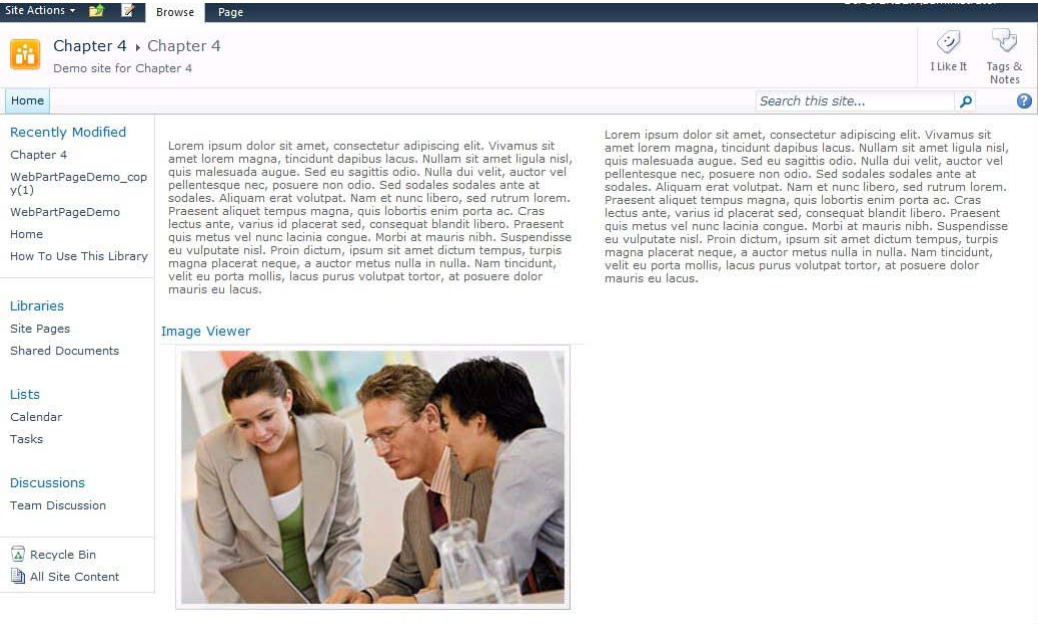 Site Actions
Browse
Page
Chapter 4 ▸ Chapter 4
Demo site for Chapter 4
I Like It
Tags &
Notes
Home
Search this site...
Recently Modified
Chapter 4
WebPartPageDemo_cop
y(1)
WebPartPageDemo
Home
How To Use This Library
Libraries
Site Pages
Shared Documents
Lists
Calendar
Tasks
Discussions
Team Discussion
Recycle Bin
All Site Content
Lorem ipsum dolor sit amet, consectetur adipiscing elit. Vivamus sit
amet lorem magna, tincidunt dapibus lacus. Nullam sit amet ligula nisl,
quis malesuada augue. Sed eu sagittis odio. Nulla dui velit, auctor vel
pellentesque nec, posuere non odio. Sed sodales sodales ante at
sodales. Aliquam erat volutpat. Nam et nunc libero, sed rutrum lorem.
Praesent aliquet tempus magna, quis lobortis enim porta ac. Cras
lectus ante, varius id placerat sed, consequat blandit libero. Praesent
quis metus vel nunc lacinia congue. Morbi at mauris nibh. Suspendisse
eu vulputate nisl. Proin dictum, ipsum sit amet dictum tempus, turpis
magna placerat neque, a auctor metus nulla in nulla. Nam tincidunt,
velit eu porta mollis, lacus purus volutpat tortor, at posuere dolor
mauris eu lacus.
Image Viewer
Lorem ipsum dolor sit amet, consectetur adipiscing elit. Vivamus sit
amet lorem magna, tincidunt dapibus lacus. Nullam sit amet ligula nisl,
quis malesuada augue. Sed eu sagittis odio. Nulla dui velit, auctor vel
pellentesque nec, posuere non odio. Sed sodales sodales ante at
sodales. Aliquam erat volutpat. Nam et nunc libero, sed rutrum lorem.
Praesent aliquet tempus magna, quis lobortis enim porta ac. Cras
lectus ante, varius id placerat sed, consequat blandit libero. Praesent
quis metus vel nunc lacinia congue. Morbi at mauris nibh. Suspendisse
eu vulputate nisl. Proin dictum, ipsum sit amet dictum tempus, turpis
magna placerat neque, a auctor metus nulla in nulla. Nam tincidunt,
velit eu porta mollis, lacus purus volutpat tortor, at posuere dolor
mauris eu lacus.